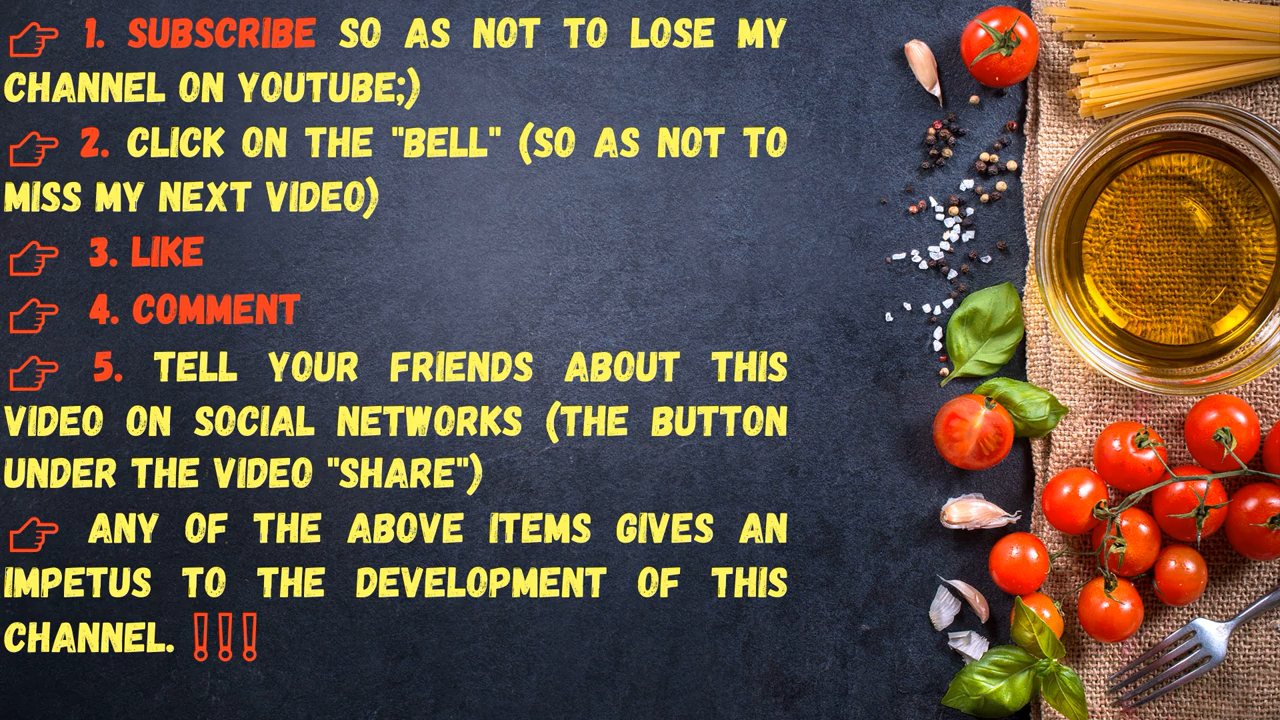 👉 1. SUBSCRIBE SO AS NOT TO LOSE MY
CHANNEL ON YOUTUBE;)
👉 2. CLICK ON THE "BELL" (SO AS NOT TO
MISS MY NEXT VIDEO)
👉 3. LIKE
👉 4. COMMENT
👉 5. TELL YOUR FRIENDS ABOUT THIS
VIDEO ON SOCIAL NETWORKS (THE BUTTON
UNDER THE VIDEO "SHARE")
👉 ANY OF THE ABOVE ITEMS GIVES AN
IMPETUS TO THE DEVELOPMENT OF THIS
CHANNEL. ❗❗❗